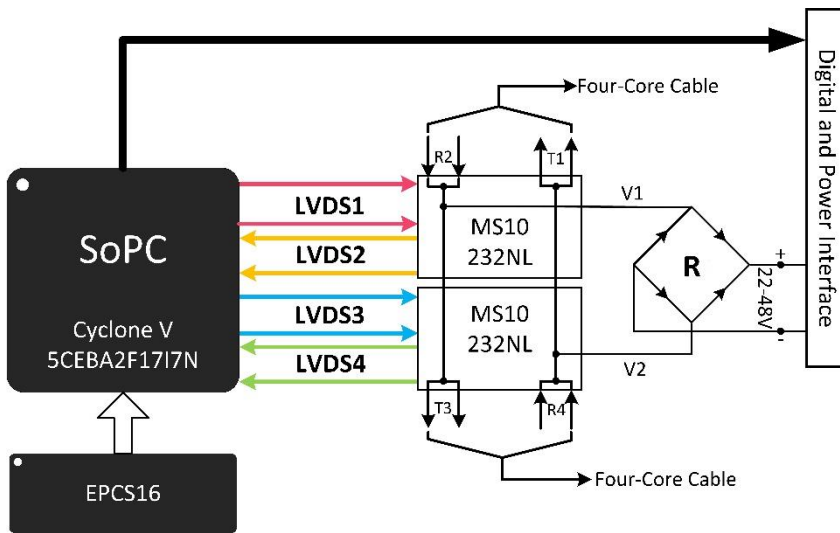 Four-Core Cable
R2
T1
LVDS1
LVDS2
LVDS3
LVDS4
SoPC
Cyclone V
5CEBA2F17I7N
MS10
232NL
MS10
232NL
V1
R
V2
+
22-48V
-
Digital and Power Interface
T3
R4
Four-Core Cable
EPCS16